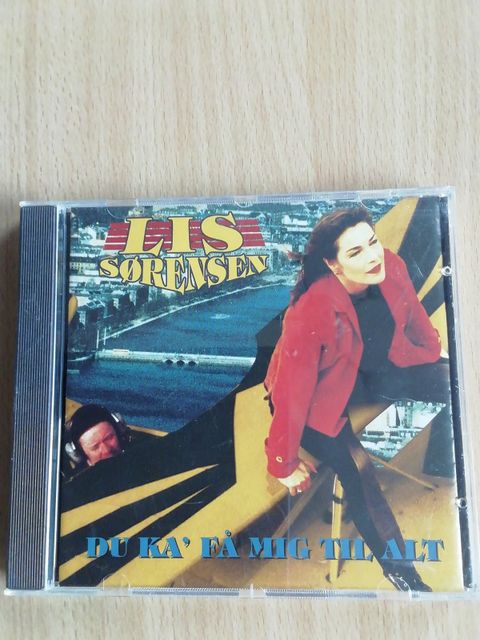 LIS
SØRENSEN
DU KA' FÅ MIG TIL ALT